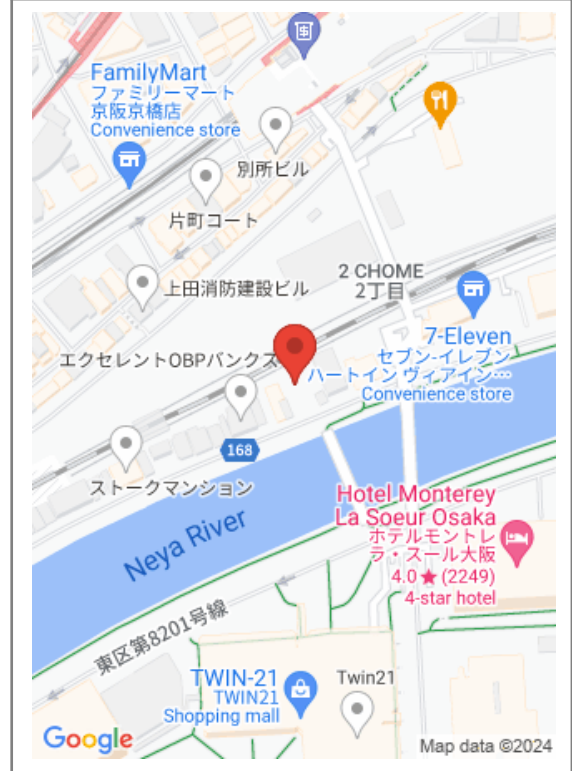 FamilyMart
ファミリーマート
京阪京橋店
Convenience store
別所ビル
片町コート
2 CHOME
2丁目
上田消防建設ビル
7-Eleven
セブン-イレブン
ハートイン ヴィアイン…
Convenience store
エクセレントOBPバンクス
168
ストークマンション
Neya River
Hotel Monterey
La Soeur Osaka
ホテルモントレ
ラ・スール大阪
4.0 ★ (2249)
4-star hotel
東区第8201号線
TWIN-21
TWIN21
Shopping mall
Twin21
Google
Map data ©2024